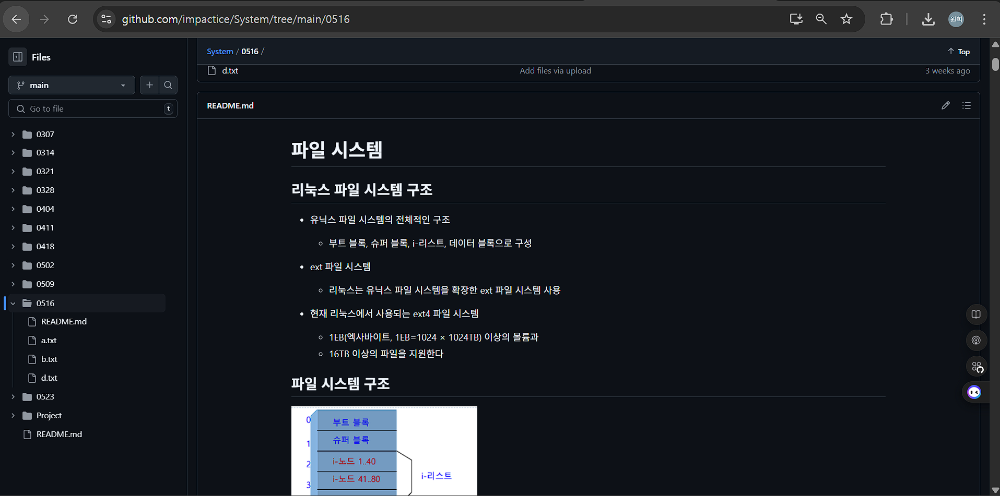 github.com/impactice/System/tree/main/0516
원희
Files
main
Go to file
t
0307
0314
0321
0328
0404
0411
0418
0502
0509
0516
README.md
a.txt
b.txt
d.txt
0523
Project
README.md
System / 0516 /
Top
d.txt
Add files via upload
3 weeks ago
README.md
파일 시스템
리눅스 파일 시스템 구조
유닉스 파일 시스템의 전체적인 구조
부트 블록, 슈퍼 블록, i-리스트, 데이터 블록으로 구성
ext 파일 시스템
리눅스는 유닉스 파일 시스템을 확장한 ext 파일 시스템 사용
현재 리눅스에서 사용되는 ext4 파일 시스템
1EB(엑사바이트, 1EB=1024 × 1024TB) 이상의 볼륨과
16TB 이상의 파일을 지원한다
파일 시스템 구조
0 부트 블록
1 슈퍼 블록
2 i-노드 1..40
i-리스트
3 i-노드 41..80